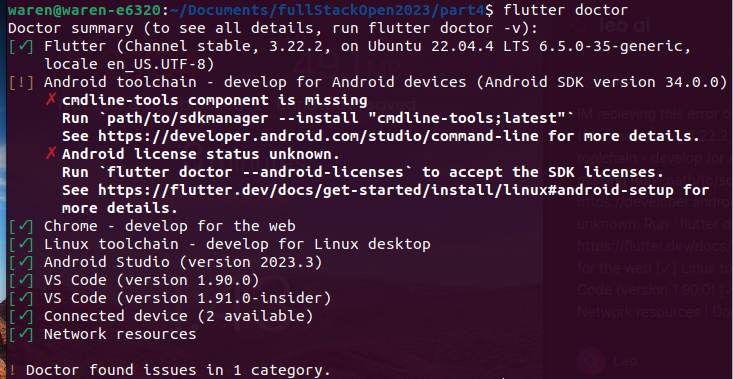 waren@waren-e6320:~/Documents/fullStackOpen2023/part4$ flutter doctor
Doctor summary (to see all details, run flutter doctor -v):
[✓] Flutter (Channel stable, 3.22.2, on Ubuntu 22.04.4 LTS 6.5.0-35-generic,
locale en_US.UTF-8)
[!] Android toolchain - develop for Android devices (Android SDK version 34.0.0)
✗ cmdline-tools component is missing
Run `path/to/sdkmanager --install "cmdline-tools;latest"`
See https://developer.android.com/studio/command-line for more details.
✗ Android license status unknown.
Run `flutter doctor --android-licenses` to accept the SDK licenses.
See https://flutter.dev/docs/get-started/install/linux#android-setup for
more details.
[✓] Chrome - develop for the web
[✓] Linux toolchain - develop for Linux desktop
[✓] Android Studio (version 2023.3)
[✓] VS Code (version 1.90.0)
[✓] VS Code (version 1.91.0-insider)
[✓] Connected device (2 available)
[✓] Network resources
! Doctor found issues in 1 category.
leo ai
Leo